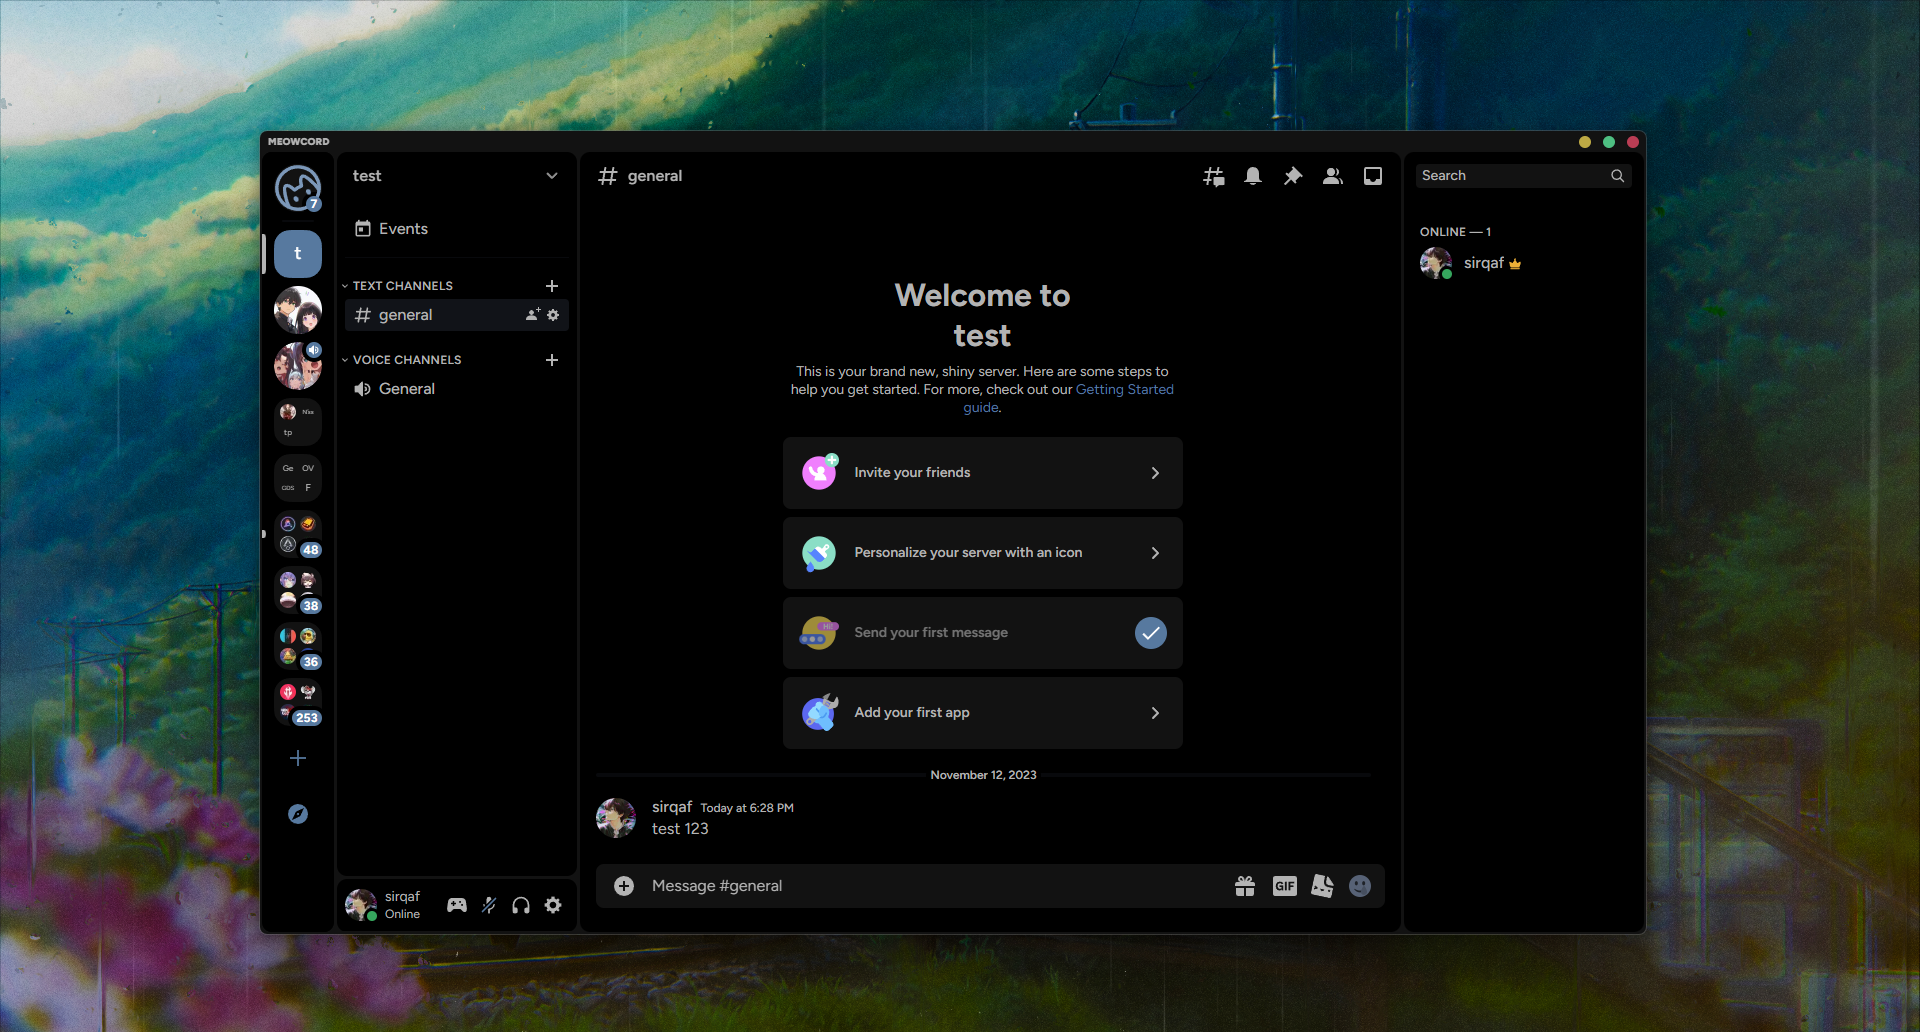 MEOWCORD
7
t
Nss
tp
Ge OV
GDS F
48
38
36
253
test
Events
TEXT CHANNELS
general
VOICE CHANNELS
General
sirqaf
Online
general
Welcome to
test
This is your brand new, shiny server. Here are some steps to
help you get started. For more, check out our Getting Started
guide.
Invite your friends
Personalize your server with an icon
Send your first message
Add your first app
November 12, 2023
sirqaf Today at 6:28 PM
test 123
Message #general
GIF
Search
ONLINE — 1
sirqaf